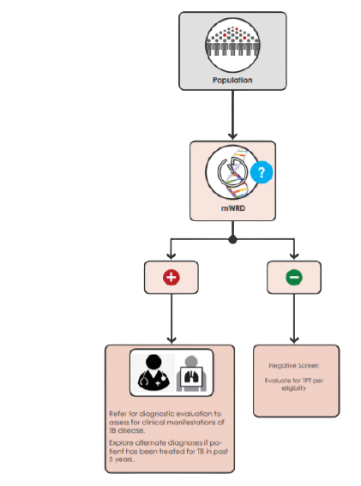 Population
?
mWRD
+
−
Refer for diagnostic evaluation to
assess for clinical manifestations of
TB disease.
Explore alternate diagnoses if pa-
tient has been treated for TB in past
5 years.
Negative Screen
Evaluate for TPT per
eligibility